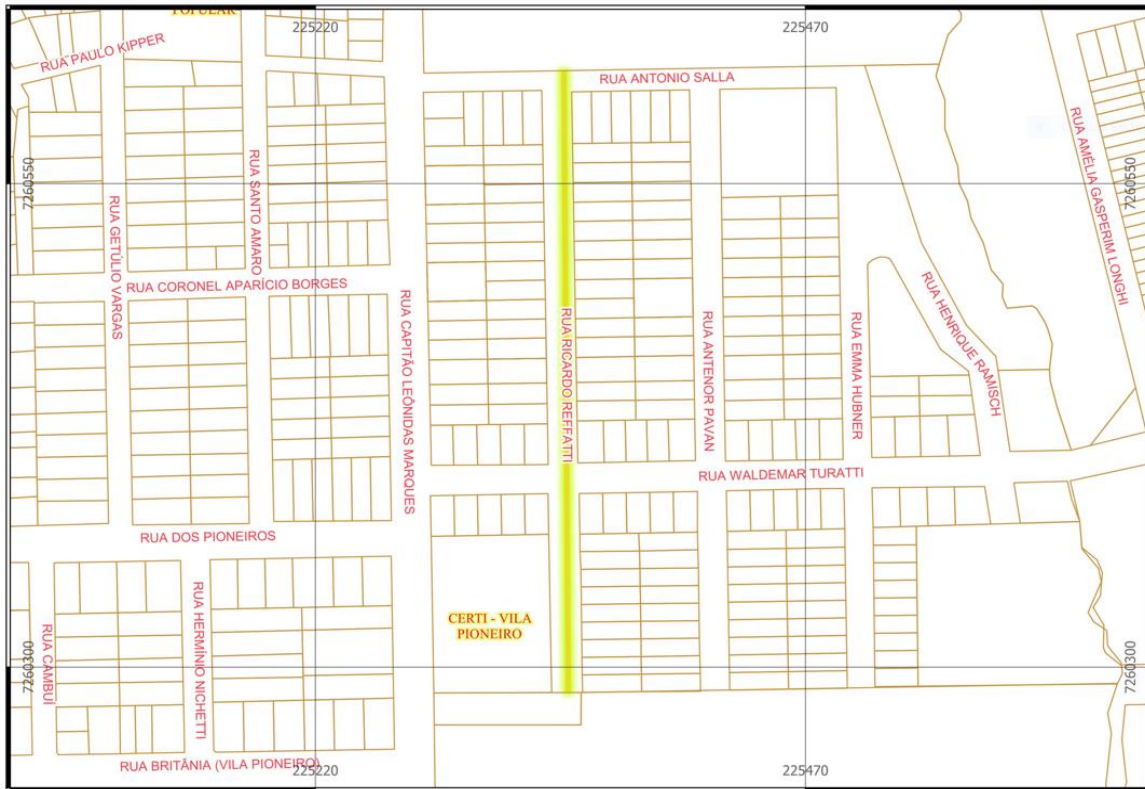 POPULAR
225220
225470
RUA PAULO KIPPER
RUA ANTONIO SALLA
RUA AMÉLIA GASPERIM LONGHI
7260550
7260550
RUA SANTO AMARO
RUA GETÚLIO VARGAS
RUA CORONEL APARÍCIO BORGES
RUA CAPITÃO LEÔNIDAS MARQUES
RUA RICARDO REFFATTI
RUA ANTENOR PAVAN
RUA EMMA HUBNER
RUA HENRIQUE RAMISCH
RUA WALDEMAR TURATTI
RUA DOS PIONEIROS
RUA CAMBUÍ
RUA HERMÍNIO NICHETTI
CERTI - VILA
PIONEIRO
7260300
7260300
RUA BRITÂNIA (VILA PIONEIRO)
225220
225470